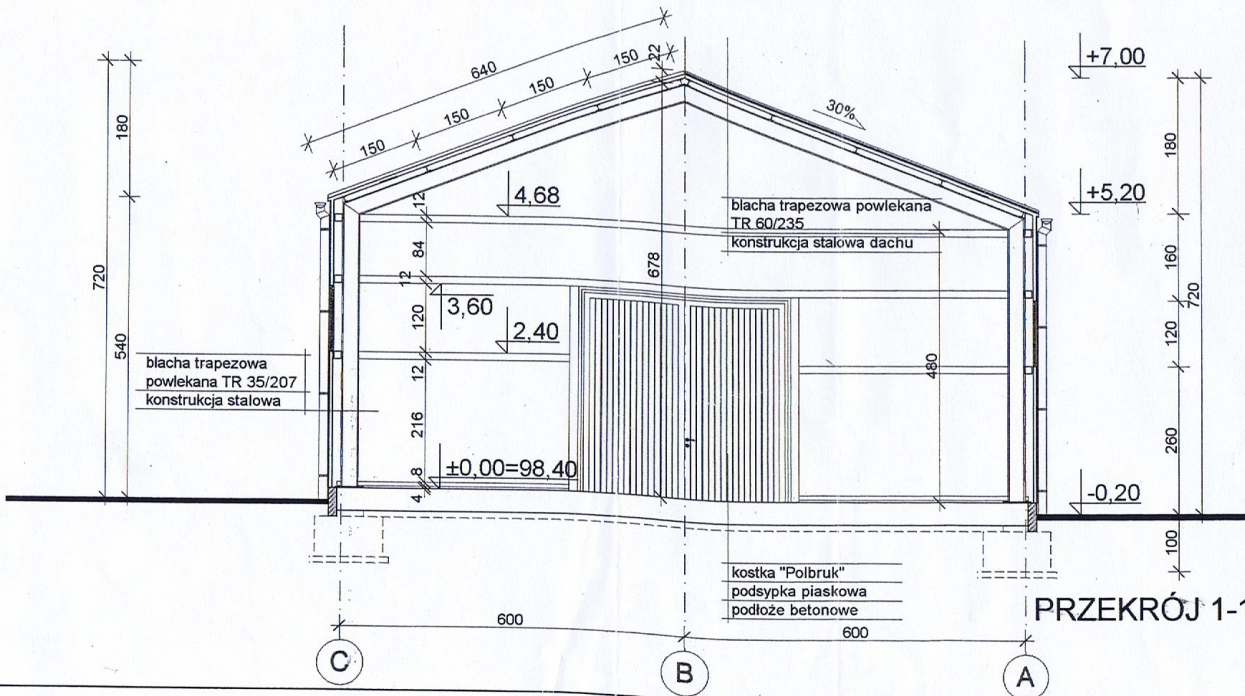 640
150
150
150
150
22
30%
+7,00
180
180
+5,20
12
4,68
blacha trapezowa powlekana
TR 60/235
konstrukcja stalowa dachu
84
678
160
720
12
3,60
720
120
2,40
120
540
480
blacha trapezowa
powlekana TR 35/207
konstrukcja stalowa
12
216
260
±0,00=98,40
8
4
-0,20
100
kostka "Polbruk"
podsypka piaskowa
podłoże betonowe
PRZEKRÓJ 1-1
600
600
C
B
A